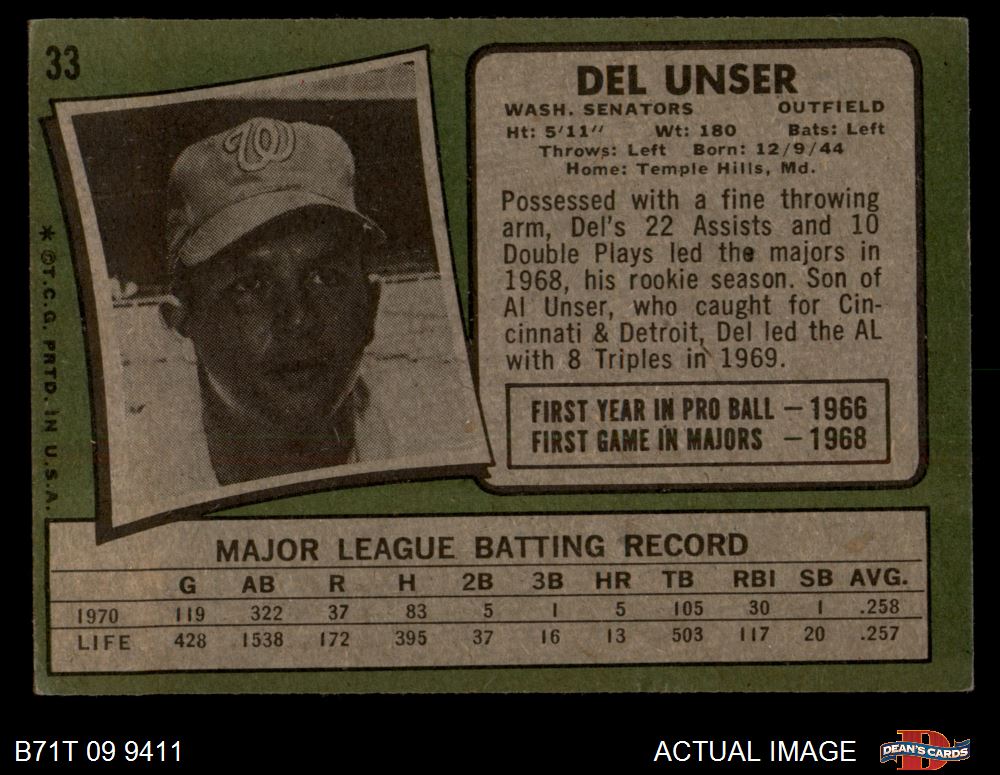 33
DEL UNSER
WASH. SENATORS OUTFIELD
Ht: 5'11" Wt: 180 Bats: Left
Throws: Left Born: 12/9/44
Home: Temple Hills, Md.
Possessed with a fine throwing
arm, Del's 22 Assists and 10
Double Plays led the majors in
1968, his rookie season. Son of
Al Unser, who caught for Cin-
cinnati & Detroit, Del led the AL
with 8 Triples in 1969.
FIRST YEAR IN PRO BALL – 1966
FIRST GAME IN MAJORS – 1968
W
* ©T.C.G. PRTD. IN U.S.A.
MAJOR LEAGUE BATTING RECORD
G AB R H 2B 3B HR TB RBI SB AVG.
1970 119 322 37 83 5 1 5 105 30 1 .258
LIFE 428 1538 172 395 37 16 13 503 117 20 .257
B71T 09 9411
ACTUAL IMAGE
D
DEAN'S CARDS